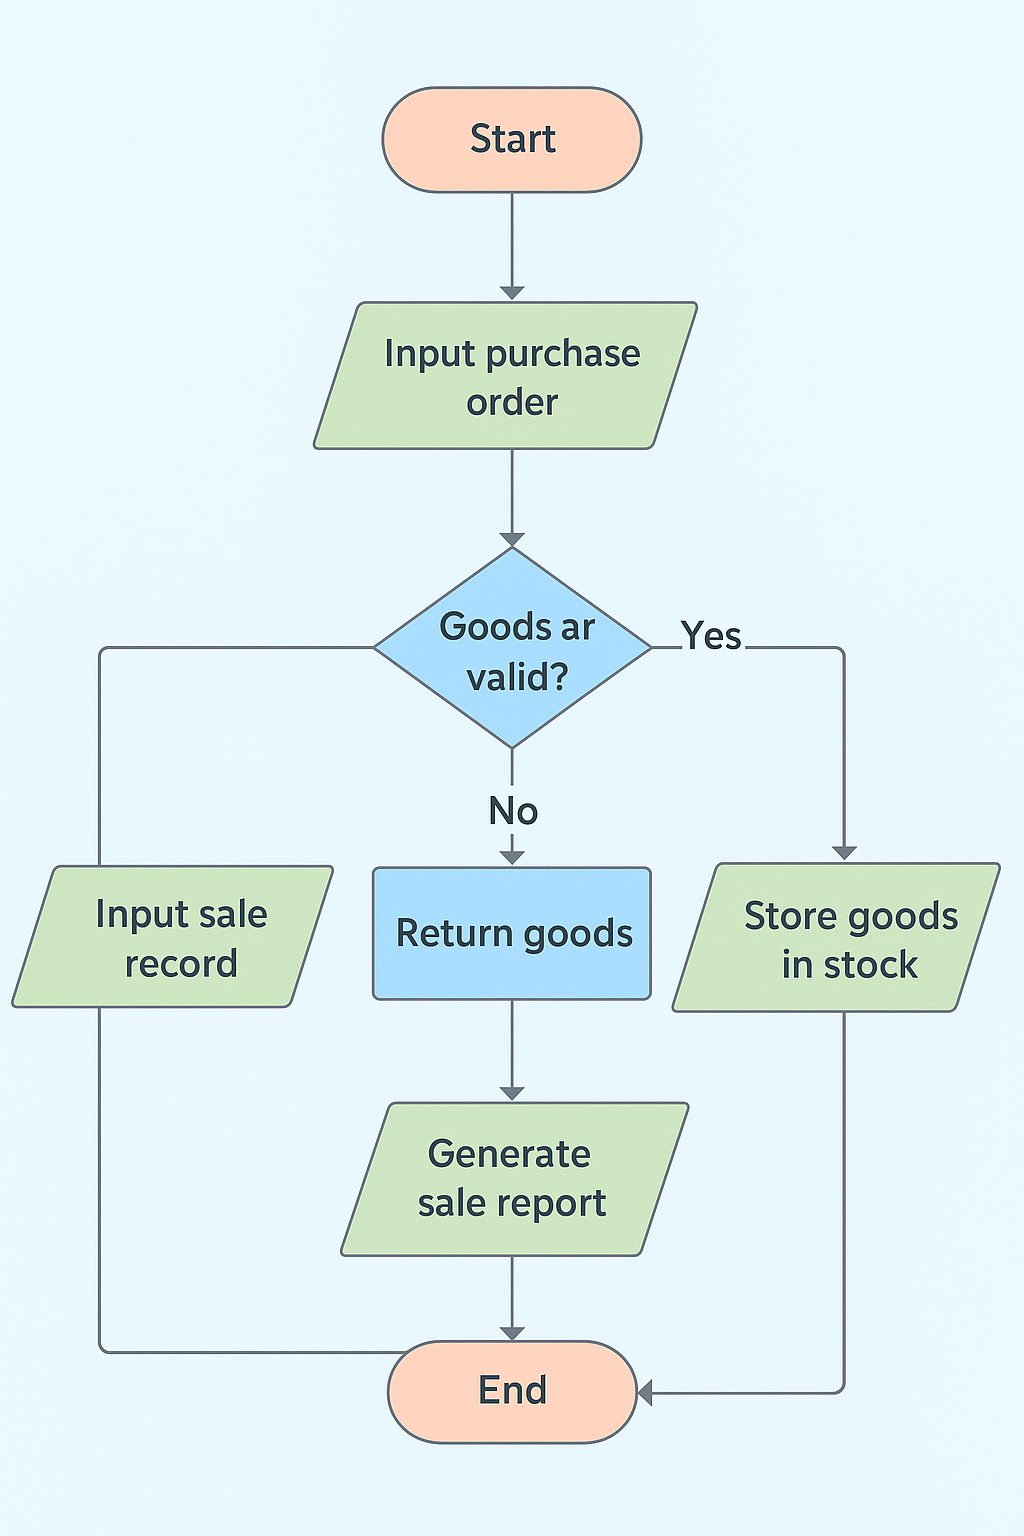 Start
Input purchase
order
Goods ar
valid?
Yes
No
Input sale
record
Return goods
Store goods
in stock
Generate
sale report
End